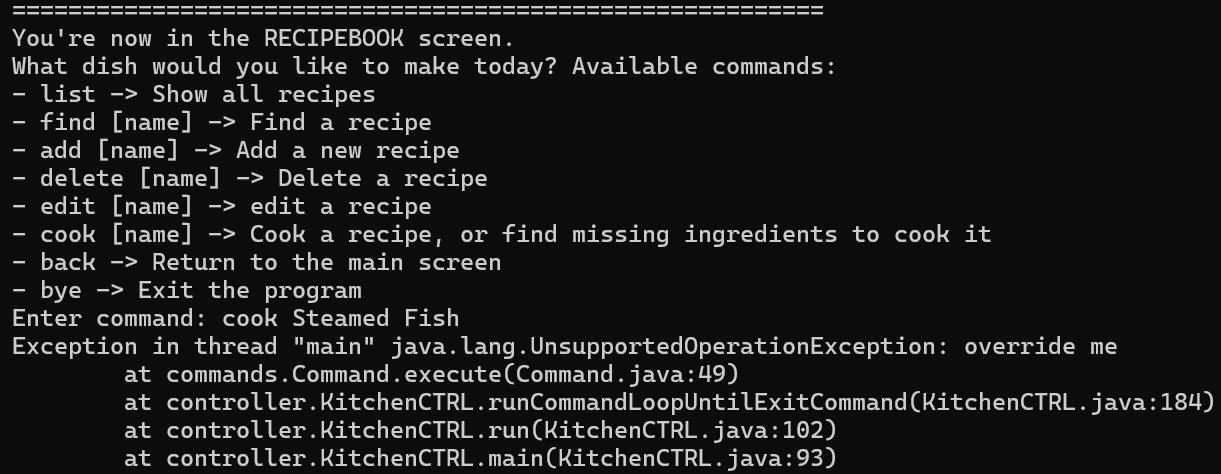 ==========================================================
You're now in the RECIPEBOOK screen.
What dish would you like to make today? Available commands:
- list -> Show all recipes
- find [name] -> Find a recipe
- add [name] -> Add a new recipe
- delete [name] -> Delete a recipe
- edit [name] -> edit a recipe
- cook [name] -> Cook a recipe, or find missing ingredients to cook it
- back -> Return to the main screen
- bye -> Exit the program
Enter command: cook Steamed Fish
Exception in thread "main" java.lang.UnsupportedOperationException: override me
        at commands.Command.execute(Command.java:49)
        at controller.KitchenCTRL.runCommandLoopUntilExitCommand(KitchenCTRL.java:184)
        at controller.KitchenCTRL.run(KitchenCTRL.java:102)
        at controller.KitchenCTRL.main(KitchenCTRL.java:93)